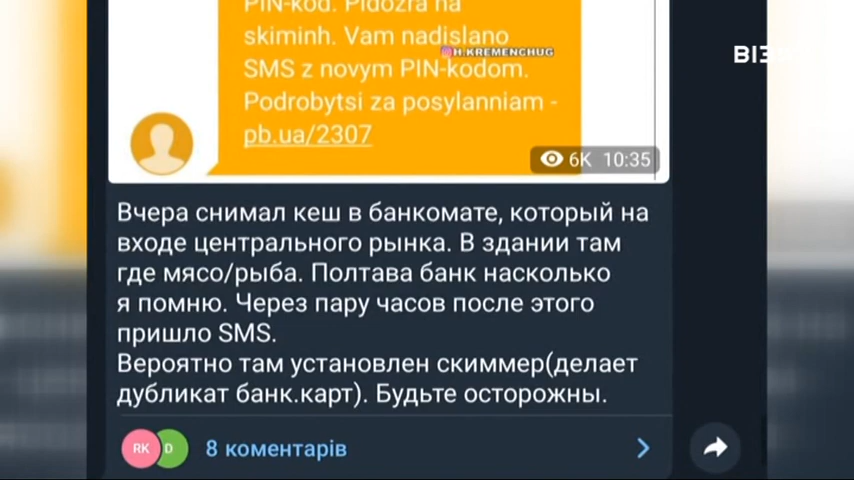 PIN-kod. Pidozra na
skiminh. Vam nadislano
H.KREMENCHUG
ВІЗ
SMS z novym PIN-kodom.
Podrobytsi za posylanniam -
pb.ua/2307
6K 10:35
Вчера снимал кеш в банкомате, который на
входе центрального рынка. В здании там
где мясо/рыба. Полтава банк насколько
я помню. Через пару часов после этого
пришло SMS.
Вероятно там установлен скиммер(делает
дубликат банк.карт). Будьте осторожны.
RK D 8 коментарів